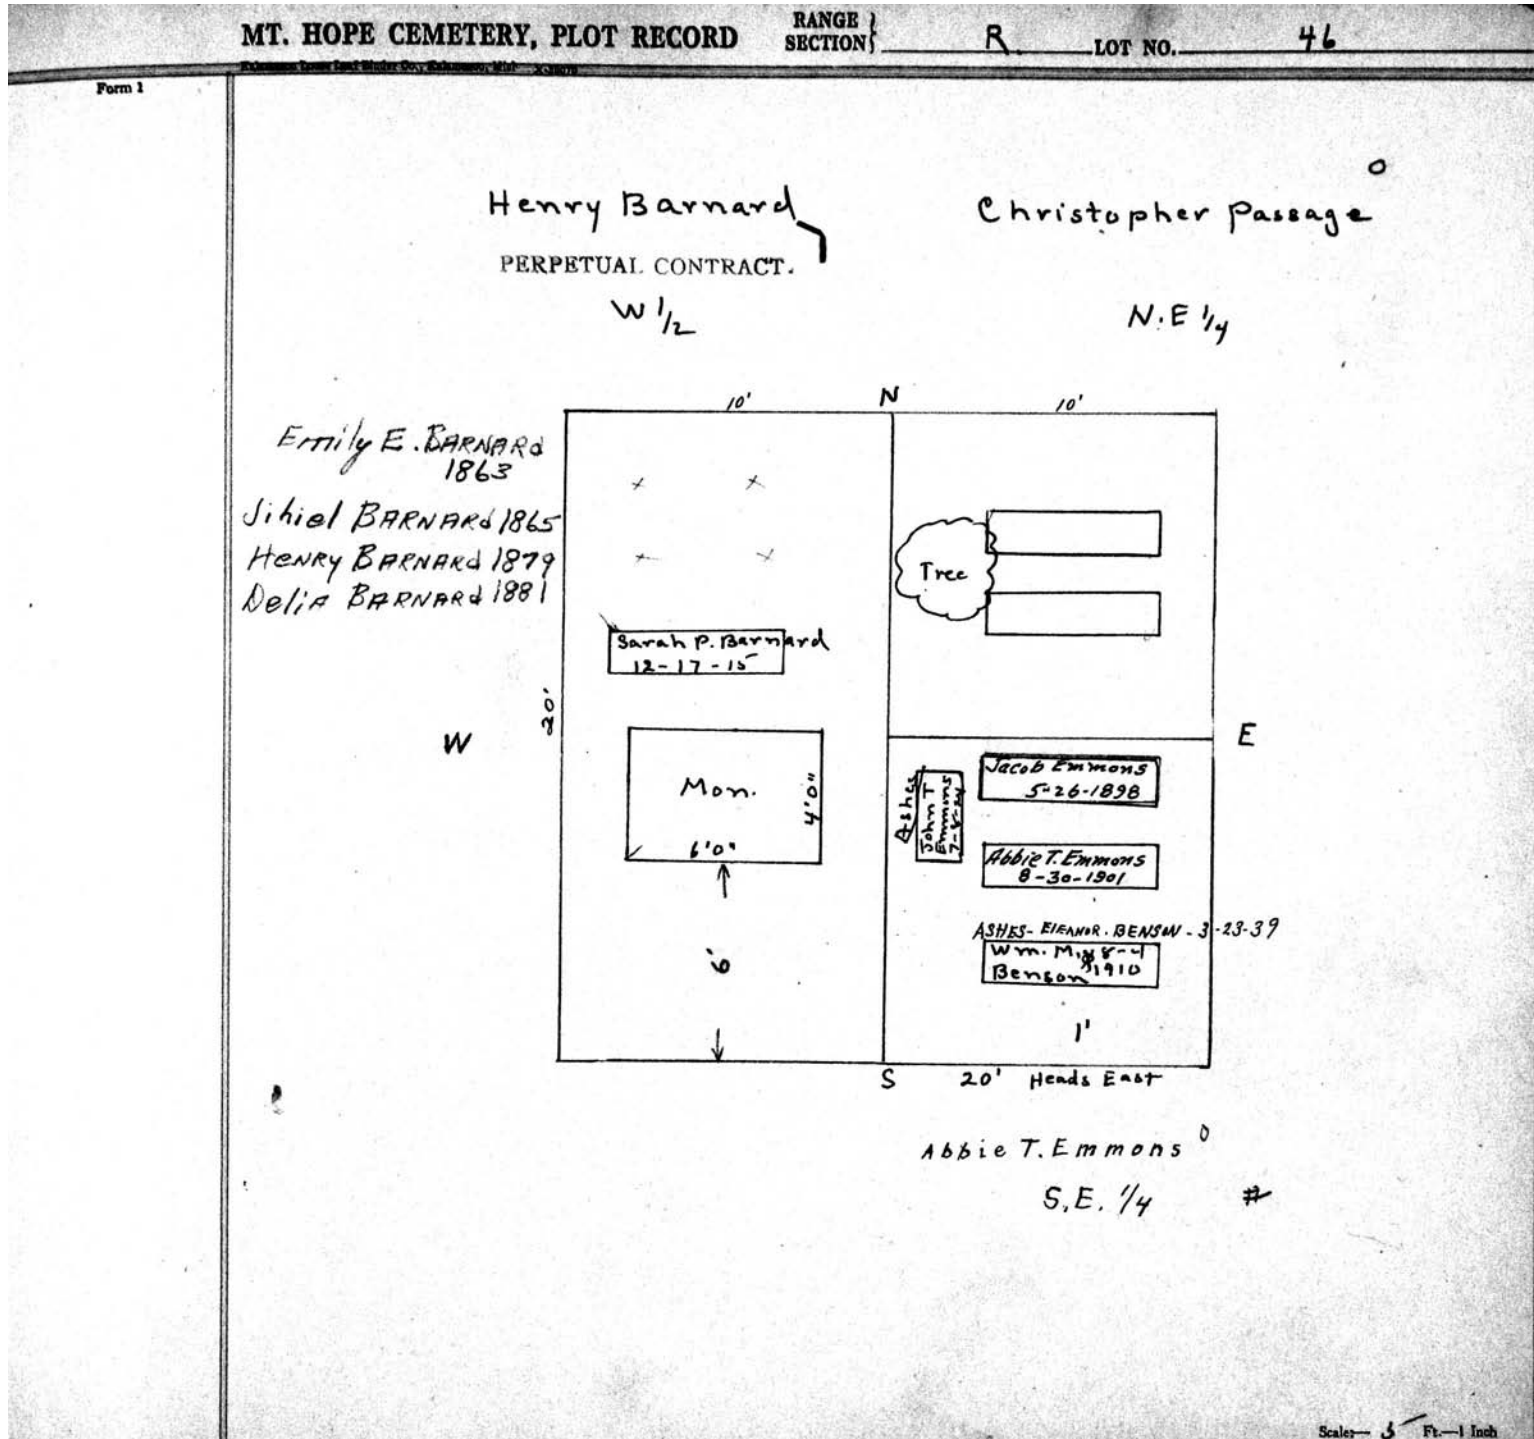 MT. HOPE CEMETERY, PLOT RECORD
RANGE
SECTION
R
LOT NO.
46
Form 1
Henry Barnard
Christopher Passage
PERPETUAL CONTRACT.
W 1/2
N.E 1/4
10'
N
10'
Emily E. BARNARd
1863
Jihiel BARNARd 1865
HENRY BARNARd 1879
DeliA BARNARd 1881
Tree
Sarah P. Barnard
12-17-15
20'
W
E
Mon.
4'0"
6'0"
Ashes
John T
Emmons
Jacob Emmons
5-26-1898
Abbie T. Emmons
8-30-1901
ASHES- ElEANOR. BENSON - 3-23-39
Wm. M. 8-4
Benson 1910
6'
1'
S
20' Heads East
Abbie T. Emmons
S.E. 1/4
#
Scale:— 5 Ft.—1 Inch